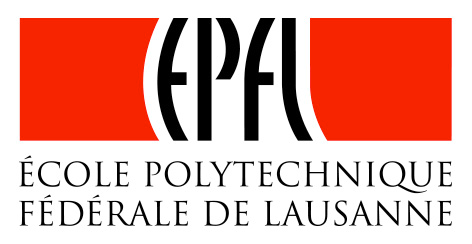 EPFL
ÉCOLE POLYTECHNIQUE
FÉDÉRALE DE LAUSANNE